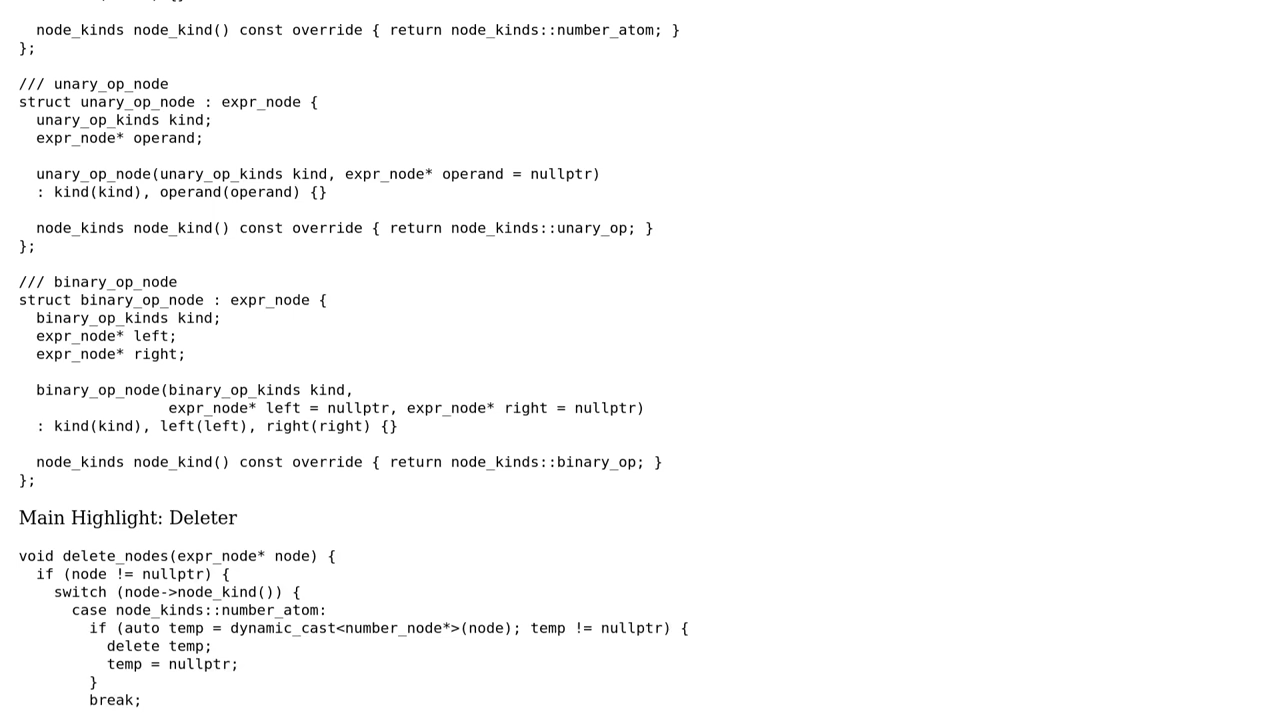 node_kinds node_kind() const override { return node_kinds::number_atom; }
};
/// unary_op_node
struct unary_op_node : expr_node {
unary_op_kinds kind;
expr_node* operand;
unary_op_node(unary_op_kinds kind, expr_node* operand = nullptr)
: kind(kind), operand(operand) {}
node_kinds node_kind() const override { return node_kinds::unary_op; }
};
/// binary_op_node
struct binary_op_node : expr_node {
binary_op_kinds kind;
expr_node* left;
expr_node* right;
binary_op_node(binary_op_kinds kind,
expr_node* left = nullptr, expr_node* right = nullptr)
: kind(kind), left(left), right(right) {}
node_kinds node_kind() const override { return node_kinds::binary_op; }
};
Main Highlight: Deleter
void delete_nodes(expr_node* node) {
if (node != nullptr) {
switch (node->node_kind()) {
case node_kinds::number_atom:
if (auto temp = dynamic_cast<number_node*>(node); temp != nullptr) {
delete temp;
temp = nullptr;
}
break;